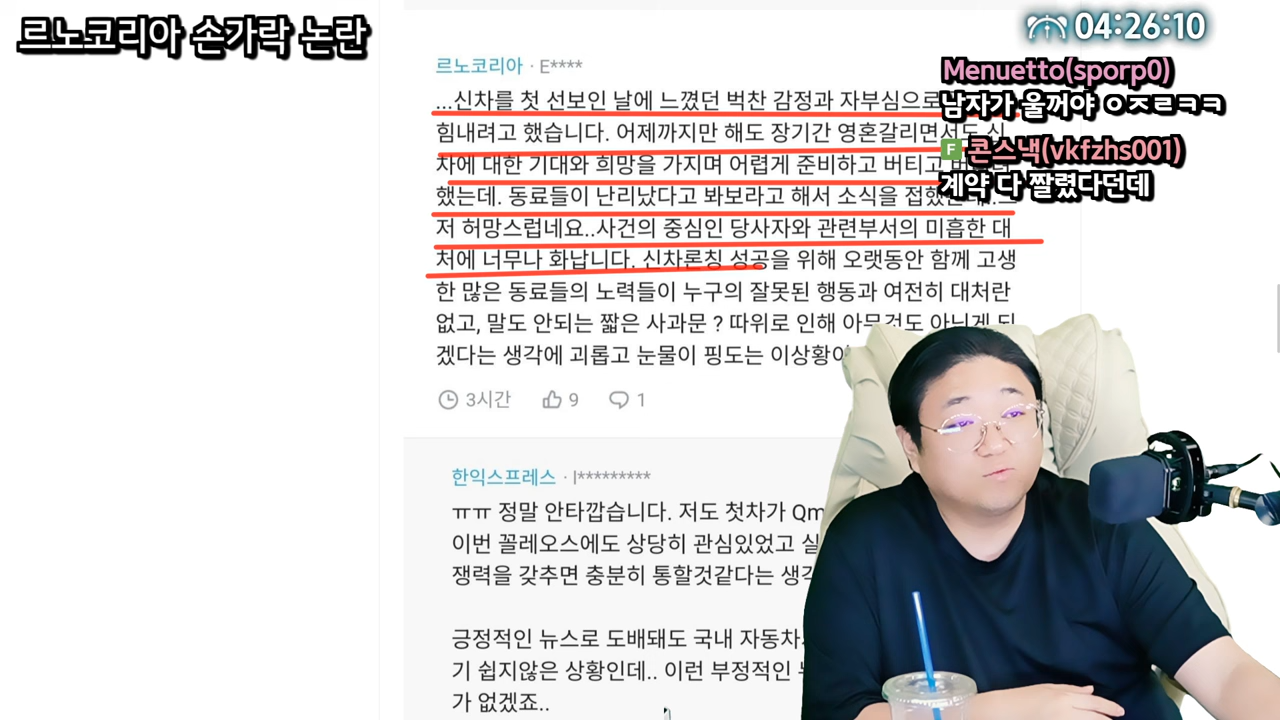 르노코리아 손가락 논란
04:26:10
Menuetto(sporp0)
남자가 울꺼야 ㅇㅈㄹㅋㅋ
F 콘스낵(vkfzhs001)
계약 다 짤렸다던데
르노코리아 · E****
...신차를 첫 선보인 날에 느꼈던 벅찬 감정과 자부심으로
힘내려고 했습니다. 어제까지만 해도 장기간 영혼갈리면서도 신
차에 대한 기대와 희망을 가지며 어렵게 준비하고 버티고
했는데. 동료들이 난리났다고 봐보라고 해서 소식을
저 허망스럽네요..사건의 중심인 당사자와 관련부서의 미흡한 대
처에 너무나 화납니다. 신차론칭 성공을 위해 오랫동안 함께 고생
한 많은 동료들의 노력들이 누구의 잘못된 행동과 여전히 대처란
없고, 말도 안되는 짧은 사과문 ? 따위로 인해 아무것도 아닌게 되
겠다는 생각에 괴롭고 눈물이 핑도는 이상황이
3시간 9 1
한익스프레스 · I*********
ㅠㅠ 정말 안타깝습니다. 저도 첫차가 Qm
이번 꼴레오스에도 상당히 관심있었고
쟁력을 갖추면 충분히 통할것같다는
긍정적인 뉴스로 도배돼도 국내
기 쉽지않은 상황인데.. 이런 부정적인
가 없겠죠..